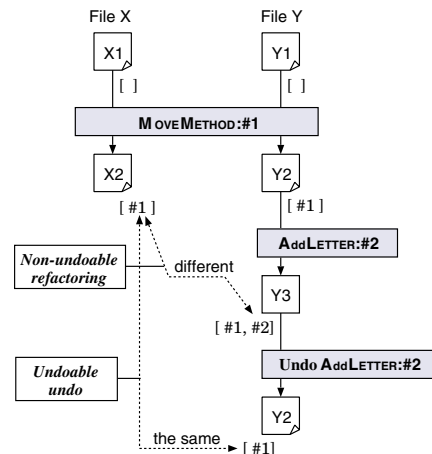 File X File Y
X1 Y1
[ ] [ ]
MOVEMETHOD:#1
X2 Y2
[ #1 ] [ #1 ]
ADDLETTER:#2
Non-undoable
refactoring
different
Y3
[ #1, #2 ]
Undo ADDLETTER:#2
Undoable
undo
Y2
the same
[ #1]